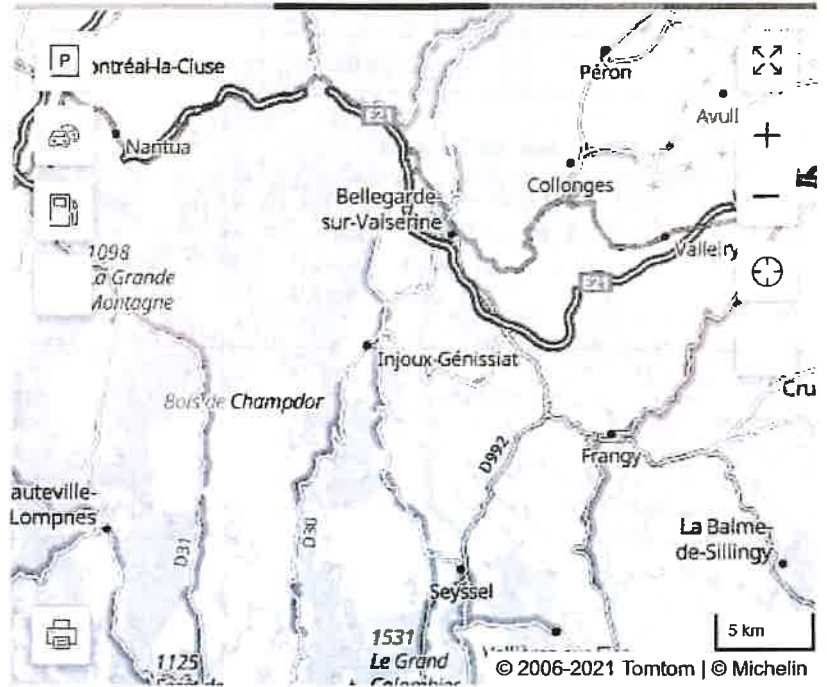 P
ontréal-la-Cluse
Péron
Avull
Nantua
Collonges
Bellegarde-
sur-Valserine
Valleiry
1098
La Grande
Montagne
Injoux-Génissiat
Bois de Champdor
Cru
D992
Frangy
auteville-
Lompnes
La Balme-
de-Sillingy
D31
D30
Seyssel
5 km
1531
Le Grand
Colombier
1125
© 2006-2021 Tomtom | © Michelin